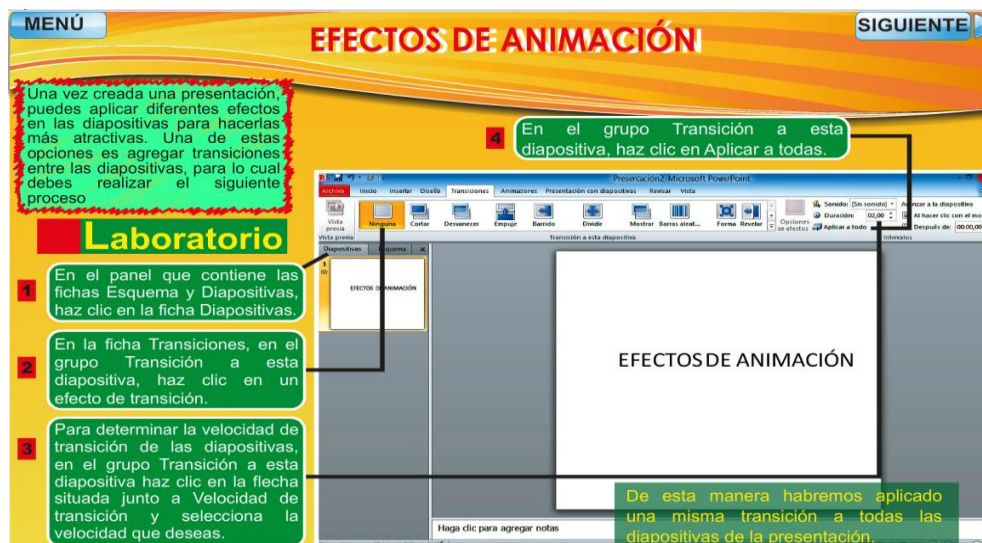 MENÚ
EFECTOS DE ANIMACIÓN
SIGUIENTE
Una vez creada una presentación,
puedes aplicar diferentes efectos
en las diapositivas para hacerlas
más atractivas. Una de estas
opciones es agregar transiciones
entre las diapositivas, para lo cual
debes realizar el siguiente
proceso
Laboratorio
1
En el panel que contiene las
fichas Esquema y Diapositivas,
haz clic en la ficha Diapositivas.
2
En la ficha Transiciones, en el
grupo Transición a esta
diapositiva, haz clic en un
efecto de transición.
3
Para determinar la velocidad de
transición de las diapositivas,
en el grupo Transición a esta
diapositiva haz clic en la flecha
situada junto a Velocidad de
transición y selecciona la
velocidad que deseas.
4
En el grupo Transición a esta
diapositiva, haz clic en Aplicar a todas.
Presentación2 Microsoft PowerPoint
Archivo Inicio Insertar Diseño Transiciones Animaciones Presentación con diapositivas Revisar Vista
Vista previa
Ninguna Cortar Desvanecer Empuje Barrido Dividir Mostrar Barras aleat... Forma Revelar
Opciones de efectos
Sonido: [Sin sonido]
Duración: 02,00
Aplicar a todo
Avanzar a la diapositiva
Al hacer clic con el mo
Después de: 00:00,00
Vista previa Transición a esta diapositiva Intervalos
Diapositivas Esquema
1
EFECTOS DE ANIMACIÓN
EFECTOS DE ANIMACIÓN
Haga clic para agregar notas
De esta manera habremos aplicado
una misma transición a todas las
diapositivas de la presentación.